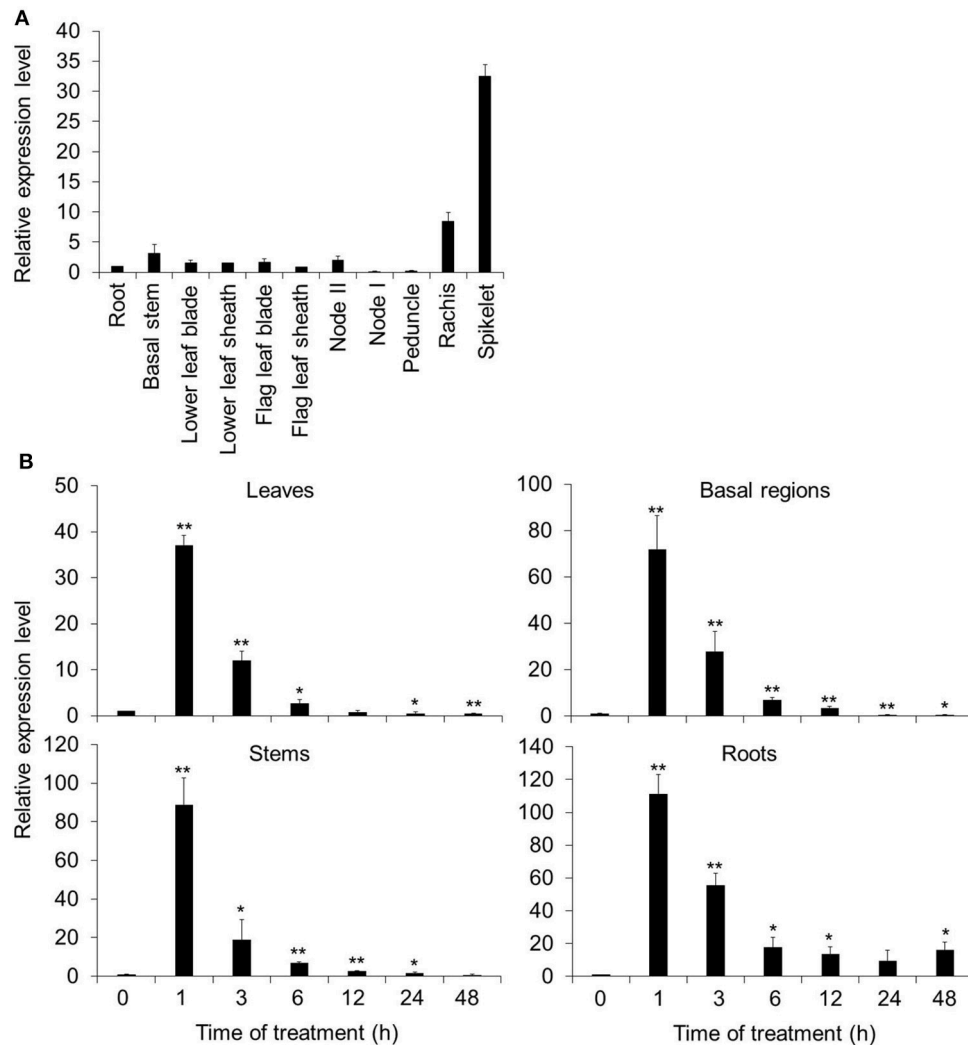 A
Relative expression level
40
35
30
25
20
15
10
5
0
Root
Basal stem
Lower leaf blade
Lower leaf sheath
Flag leaf blade
Flag leaf sheath
Node II
Node I
Peduncle
Rachis
Spikelet
B
Relative expression level
Leaves
50
40
30
20
10
0
**
**
*
*
**
Basal regions
100
80
60
40
20
0
**
**
**
**
**
*
Stems
120
100
80
60
40
20
0
**
*
**
**
*
0 1 3 6 12 24 48
Time of treatment (h)
Roots
140
120
100
80
60
40
20
0
**
**
*
*
*
0 1 3 6 12 24 48
Time of treatment (h)